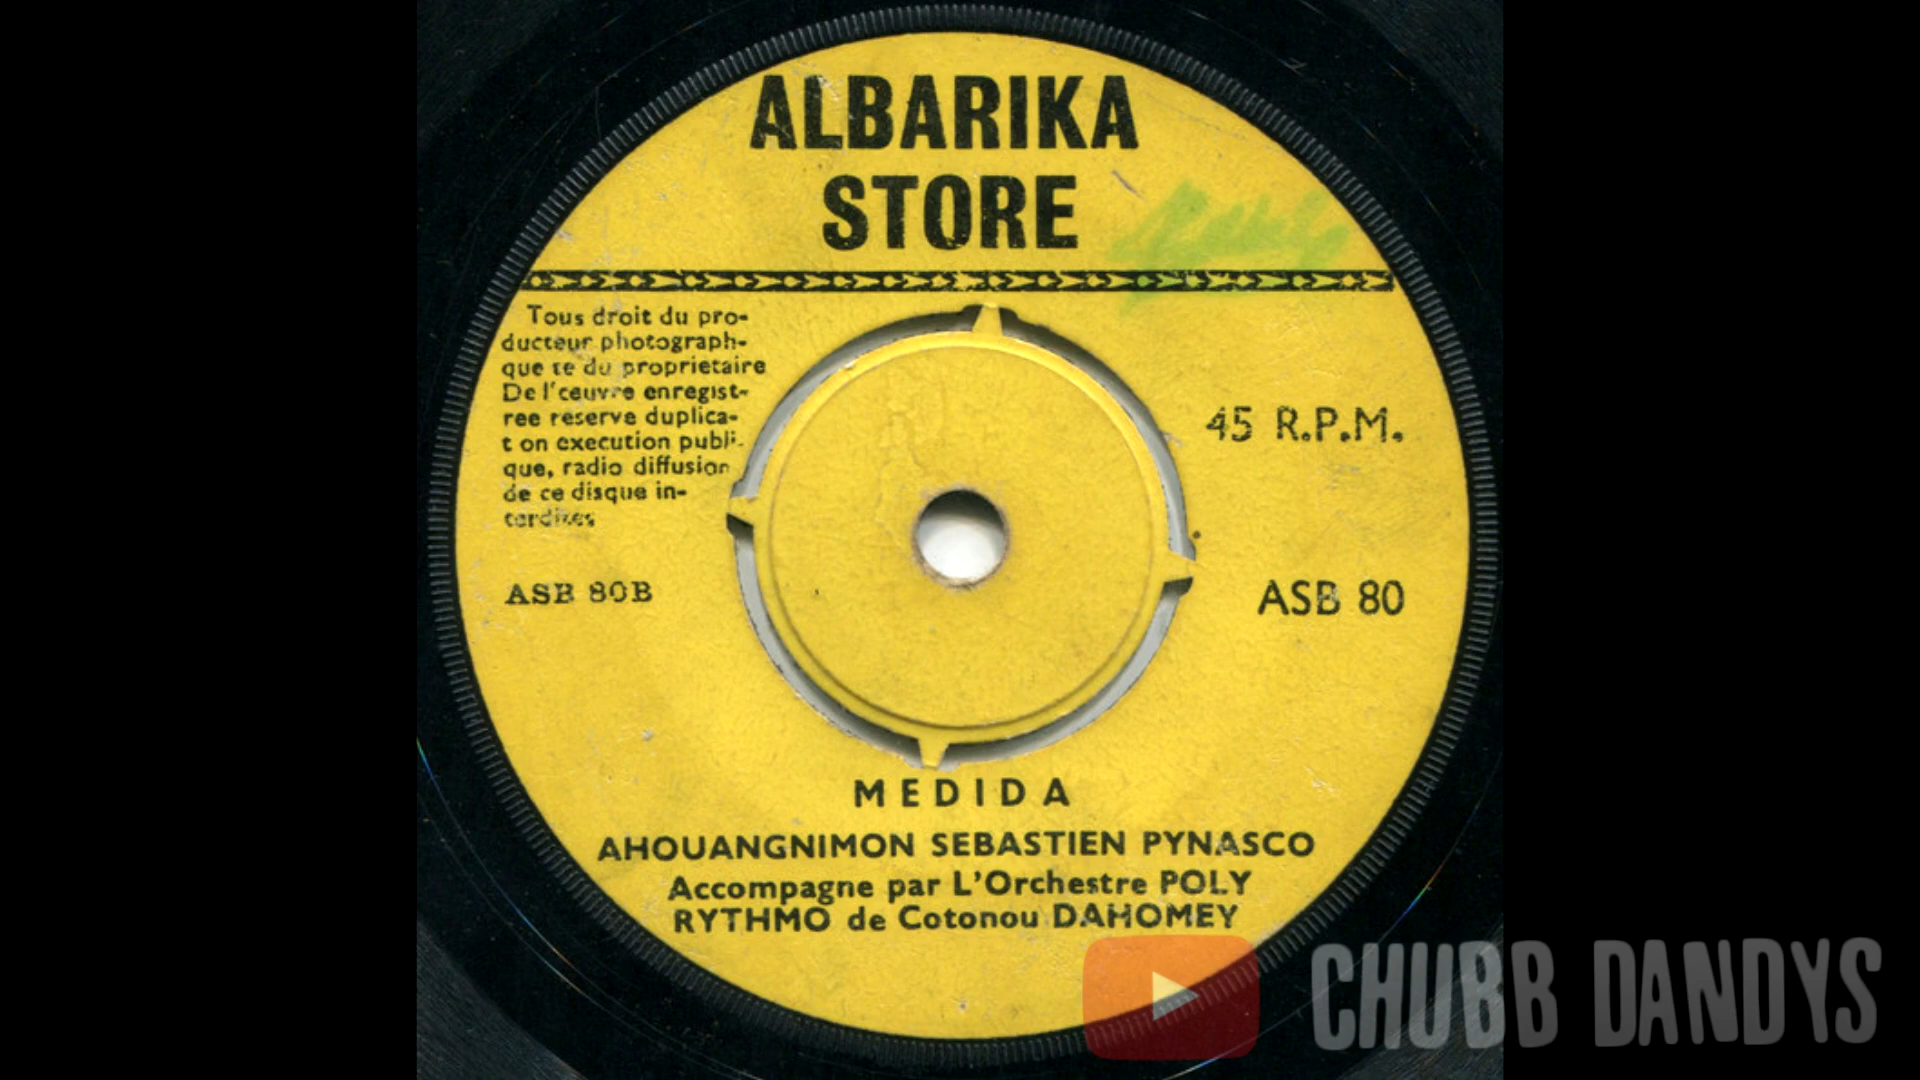 ALBARIKA
STORE
Tous droit du pro-
ducteur photograph-
que te du proprietaire
De l'œuvre enregist-
ree reserve duplica-
t on execution publi-
que, radio diffusion
de ce disque in-
terdites
45 R.P.M.
ASB 80B
ASB 80
MEDIDA
AHOUANGNIMON SEBASTIEN PYNASCO
Accompagne par L'Orchestre POLY
RYTHMO de Cotonou DAHOMEY
CHUBB DANDYS